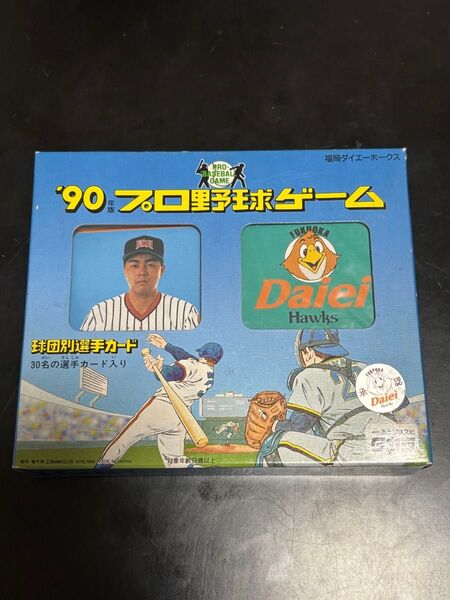 福岡ダイエーホークス
PRO-
BASEBALL
GAME
'90年版 プロ野球ゲーム
FUKUOKA
Daiei
Hawks
球団別選手カード
30名の選手カード入り
FUKUOKA
Daiei